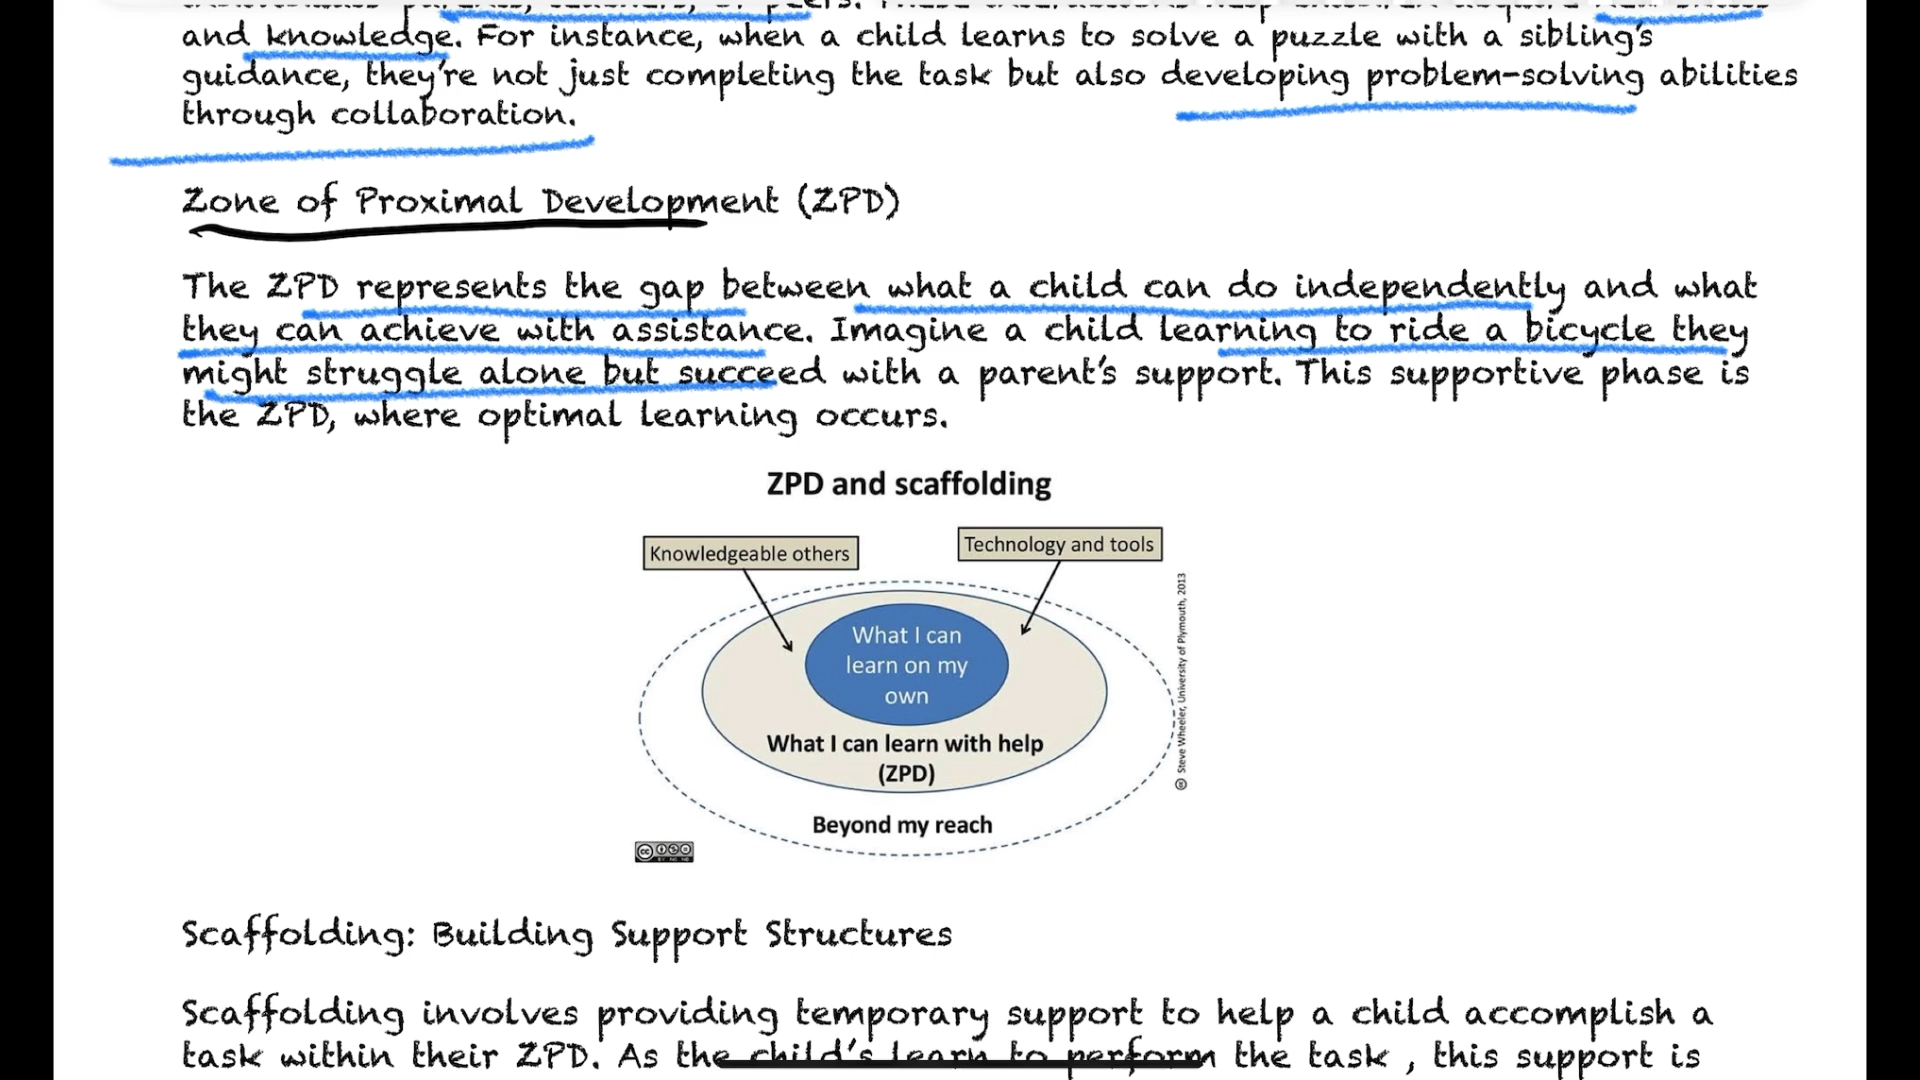 and knowledge. For instance, when a child learns to solve a puzzle with a sibling's
guidance, they're not just completing the task but also developing problem-solving abilities
through collaboration.
Zone of Proximal Development (ZPD)
The ZPD represents the gap between what a child can do independently and what
they can achieve with assistance. Imagine a child learning to ride a bicycle they
might struggle alone but succeed with a parent's support. This supportive phase is
the ZPD, where optimal learning occurs.
ZPD and scaffolding
Knowledgeable others
Technology and tools
What I can
learn on my
own
What I can learn with help
(ZPD)
Beyond my reach
Steve Wheeler, University of Plymouth, 2013
cc
BY NC ND
Scaffolding: Building Support Structures
Scaffolding involves providing temporary support to help a child accomplish a
task within their ZPD. As the child's learn to perform the task , this support is